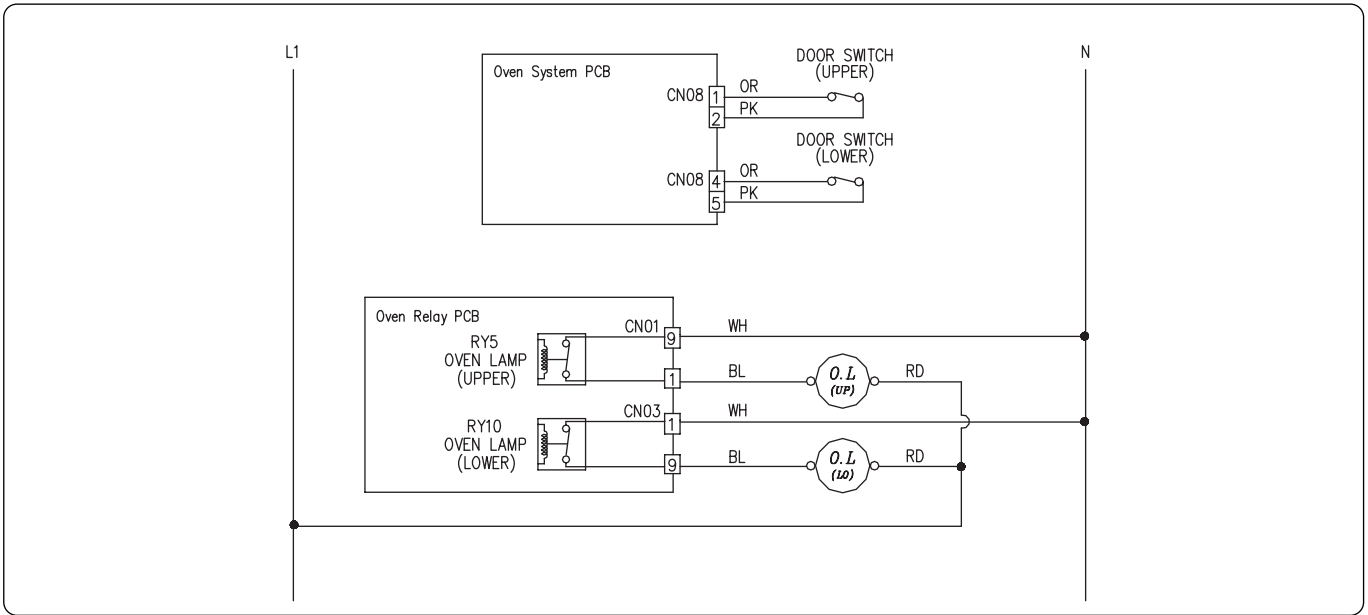 L1
N
Oven System PCB
DOOR SWITCH
(UPPER)
CN08 1 OR
2 PK
DOOR SWITCH
(LOWER)
CN08 4 OR
5 PK
Oven Relay PCB
RY5
OVEN LAMP
(UPPER)
CN01 9 WH
1 BL O.L RD
(UP)
RY10
OVEN LAMP
(LOWER)
CN03 1 WH
9 BL O.L RD
(LO)